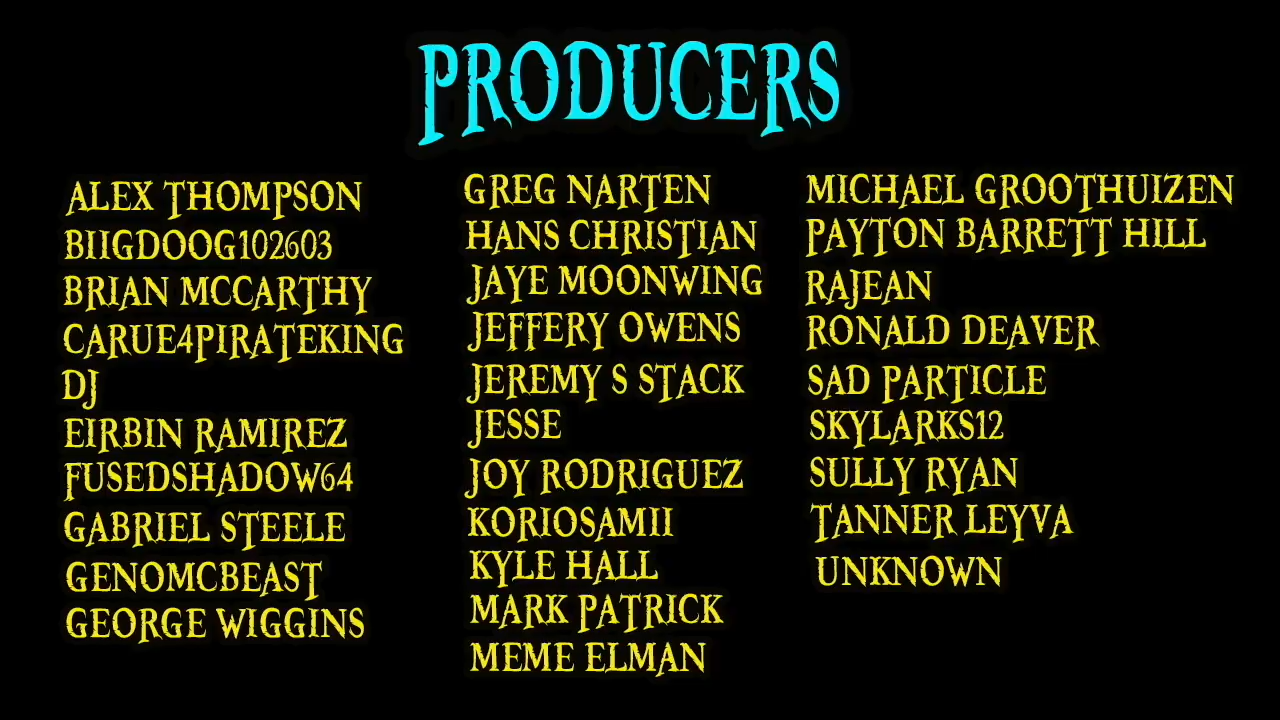 PRODUCERS
ALEX THOMPSON
BIIGDOOG102603
BRIAN MCCARTHY
CARUE4PIRATEKING
DJ
EIRBIN RAMIREZ
FUSEDSHADOW64
GABRIEL STEELE
GENOMCBEAST
GEORGE WIGGINS
GREG NARTEN
HANS CHRISTIAN
JAYE MOONWING
JEFFERY OWENS
JEREMY S STACK
JESSE
JOY RODRIGUEZ
KORIOSAMII
KYLE HALL
MARK PATRICK
MEME ELMAN
MICHAEL GROOTHUIZEN
PAYTON BARRETT HILL
RAJEAN
RONALD DEAVER
SAD PARTICLE
SKYLARKS12
SULLY RYAN
TANNER LEYVA
UNKNOWN